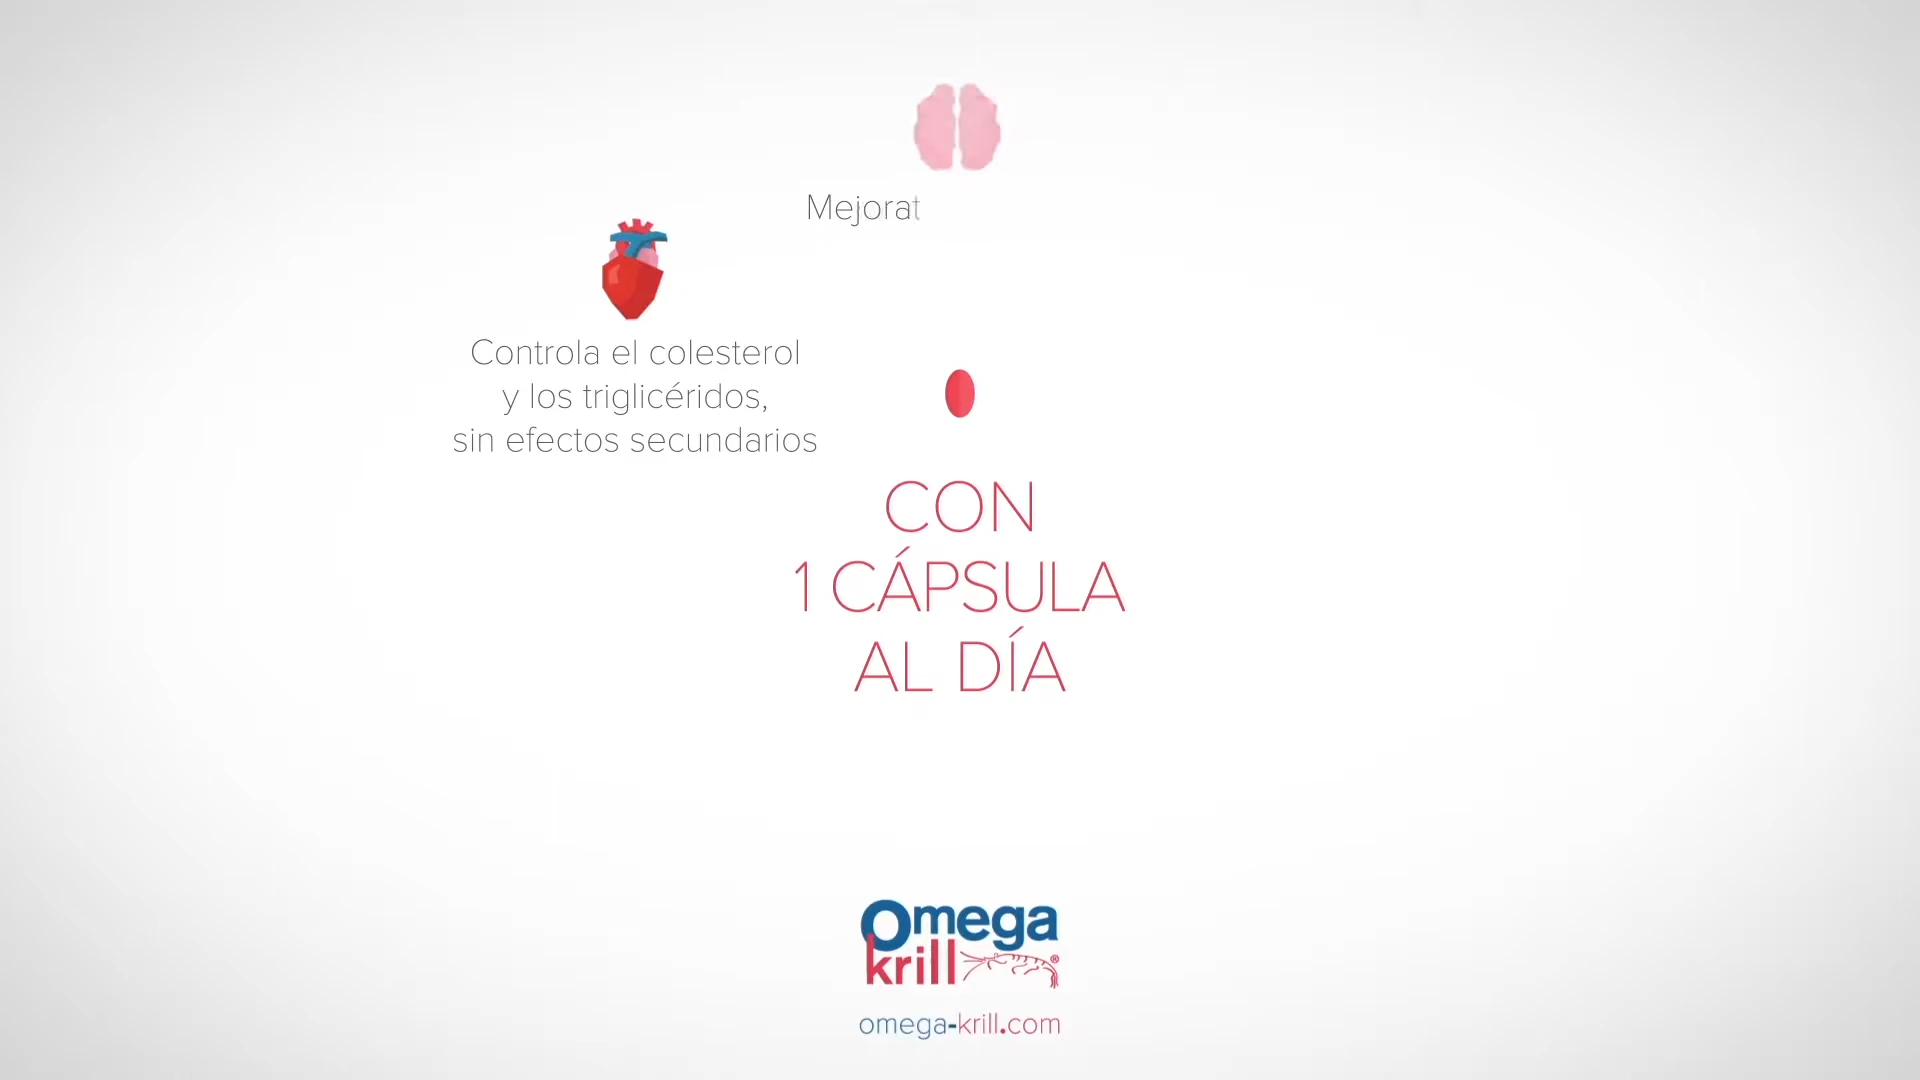 Mejorat
Controla el colesterol
y los triglicéridos,
sin efectos secundarios
CON
1 CÁPSULA
AL DÍA
Omega
krill ®
omega-krill.com